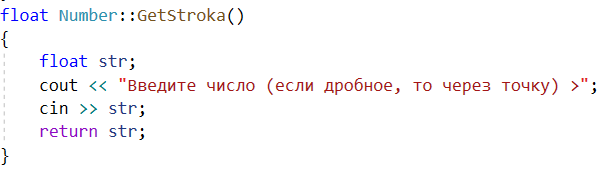 float Number::GetStroka()
{
float str;
cout << "Введите число (если дробное, то через точку) >";
cin >> str;
return str;
}